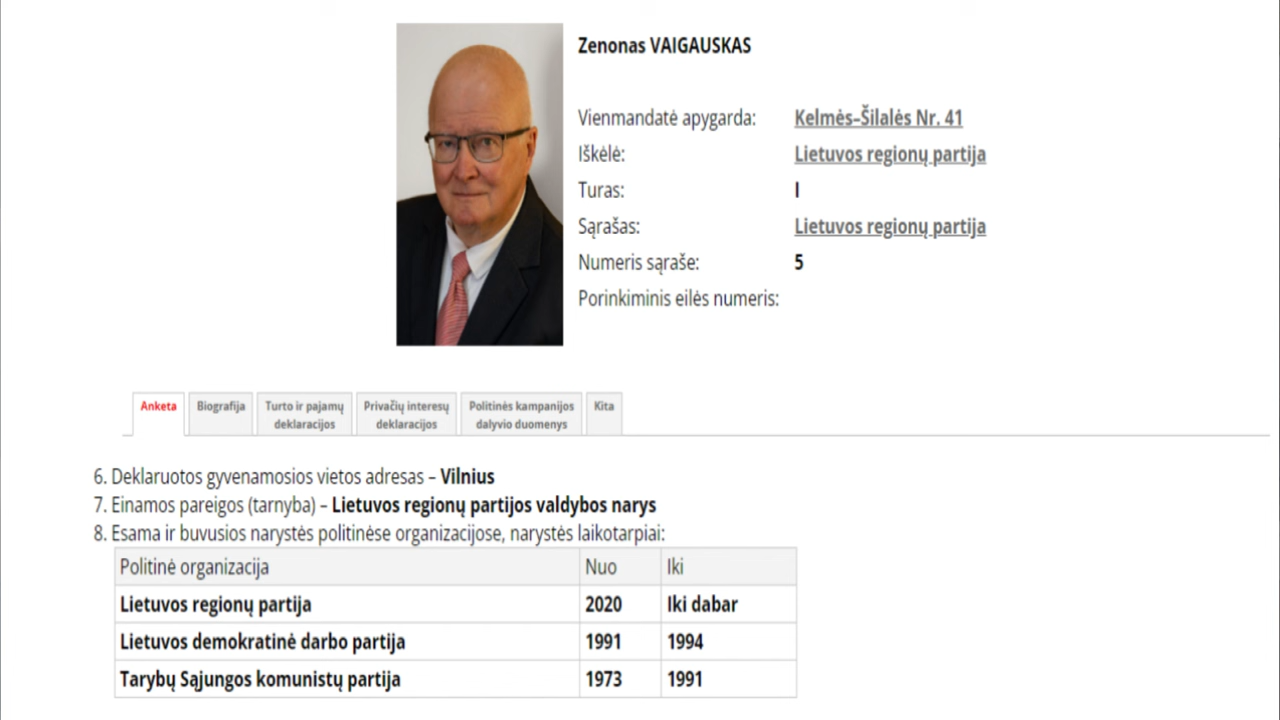 Zenonas VAIGAUSKAS
Vienmandatė apygarda: Kelmės–Šilalės Nr. 41
Iškėlė: Lietuvos regionų partija
Turas: I
Sąrašas: Lietuvos regionų partija
Numeris sąraše: 5
Porinkiminis eilės numeris:
Anketa
Biografija
Turto ir pajamų
deklaracijos
Privačių interesų
deklaracijos
Politinės kampanijos
dalyvio duomenys
Kita
6. Deklaruotos gyvenamosios vietos adresas – Vilnius
7. Einamos pareigos (tarnyba) – Lietuvos regionų partijos valdybos narys
8. Esama ir buvusios narystės politinėse organizacijose, narystės laikotarpiai:
Politinė organizacija Nuo Iki
Lietuvos regionų partija 2020 Iki dabar
Lietuvos demokratinė darbo partija 1991 1994
Tarybų Sąjungos komunistų partija 1973 1991